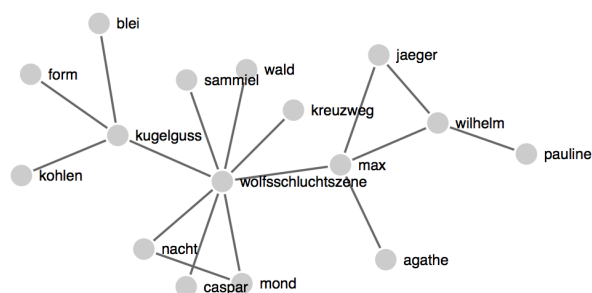 blei
jaeger
form
sammiel
wald
kreuzweg
wilhelm
kugelguss
pauline
kohlen
max
wolfsschluchtszene
nacht
agathe
caspar
mond